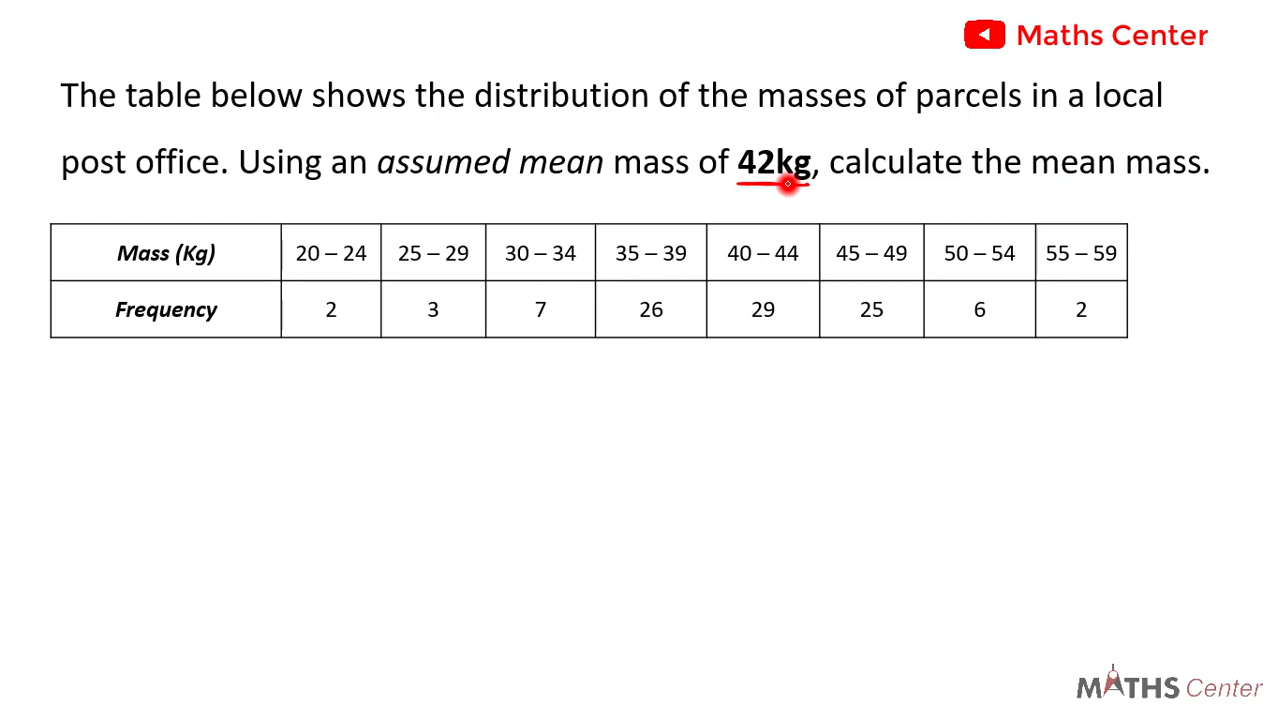 Maths Center
The table below shows the distribution of the masses of parcels in a local
post office. Using an assumed mean mass of 42kg, calculate the mean mass.
Mass (Kg) 20 – 24 25 – 29 30 – 34 35 – 39 40 – 44 45 – 49 50 – 54 55 – 59
Frequency 2 3 7 26 29 25 6 2
MATHS Center